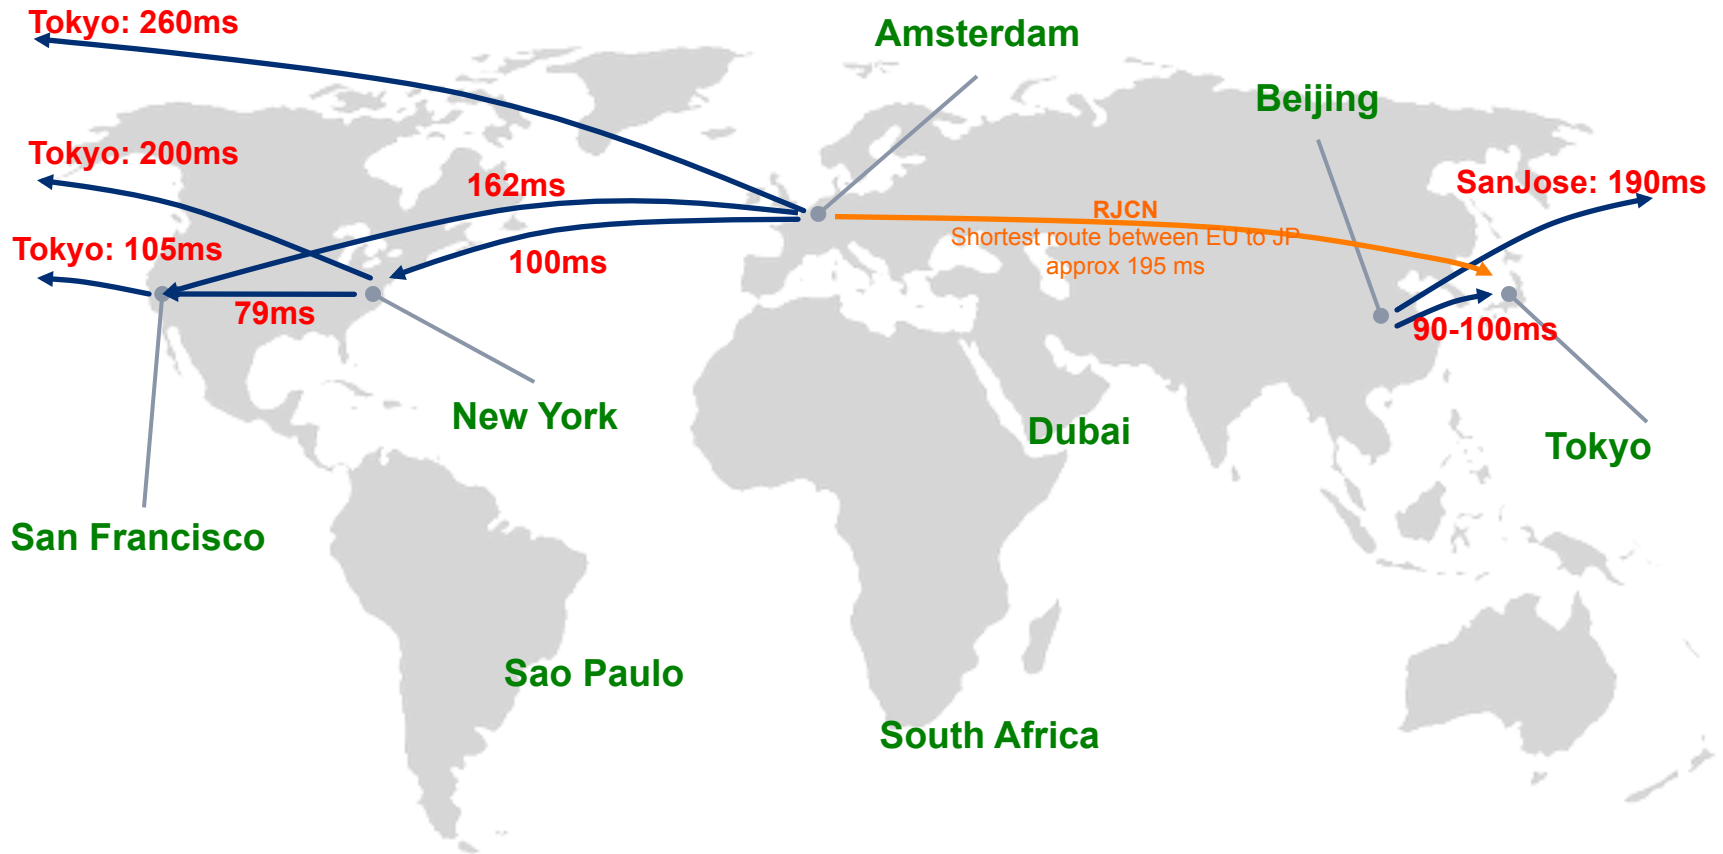 Tokyo: 260ms
Amsterdam
Beijing
Tokyo: 200ms
162ms
SanJose: 190ms
RJCN
Shortest route between EU to JP
approx 195 ms
Tokyo: 105ms
100ms
79ms
90-100ms
New York
Dubai
Tokyo
San Francisco
Sao Paulo
South Africa